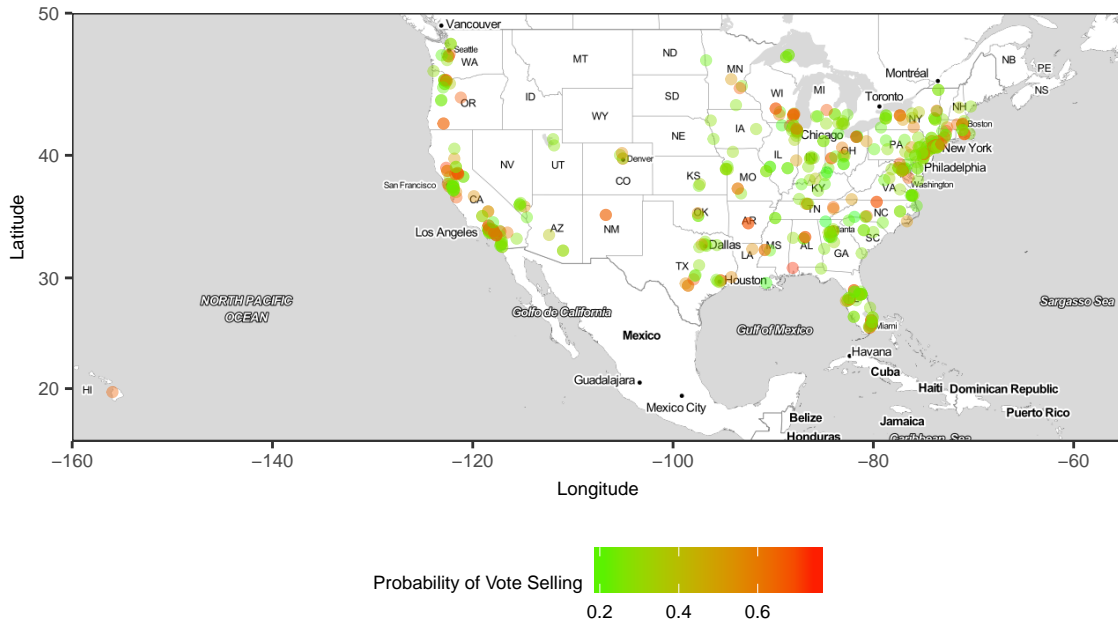 50
40
30
20
Latitude
−160
−140
−120
−100
−80
−60
Longitude
Vancouver
Seattle
WA
MT
ND
MN
Montréal
NB
PE
NS
OR
ID
SD
WI
MI
Toronto
NY
NH
Boston
WY
NE
IA
Chicago
IL
OH
PA
New York
Philadelphia
Washington
NV
UT
Denver
CO
KS
MO
KY
VA
San Francisco
CA
Los Angeles
AZ
NM
OK
AR
TN
NC
SC
Dallas
TX
LA
MS
AL
GA
Houston
Miami
NORTH PACIFIC
OCEAN
Golfo de California
Gulf of Mexico
Sargasso Sea
Mexico
Havana
Cuba
HI
Guadalajara
Mexico City
Haiti
Dominican Republic
Belize
Jamaica
Puerto Rico
Honduras
Caribbean Sea
Probability of Vote Selling
0.2
0.4
0.6